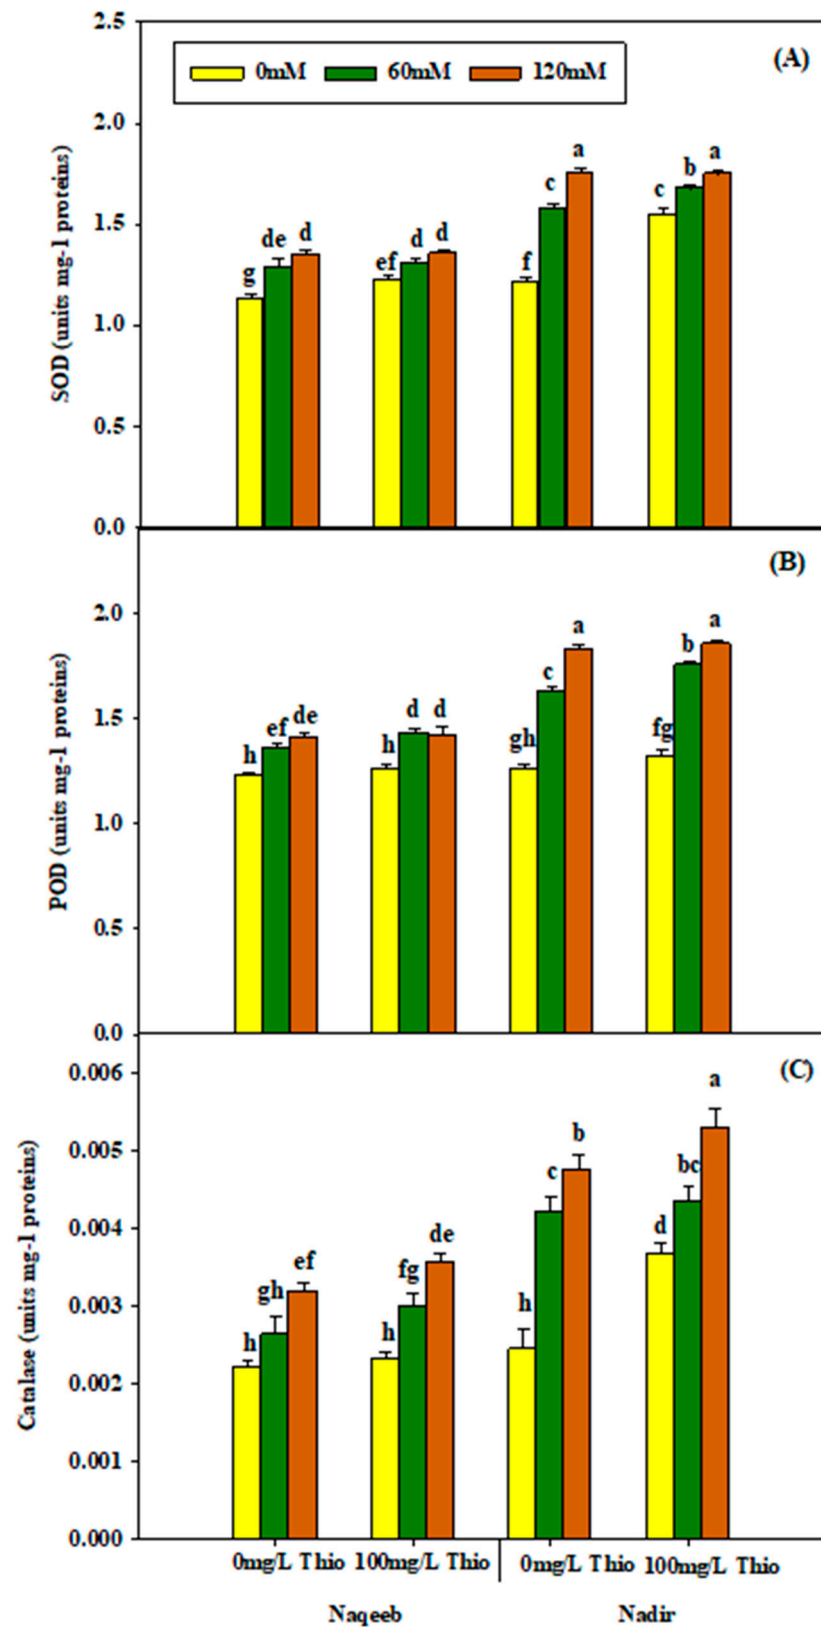 2.5
(A)
0mM 60mM 120mM
2.0
a
a
b
c
c
SOD (units mg-1 proteins)
1.5
de d
d d
ef
f
g
1.0
0.5
0.0
(B)
2.0
a
a
b
c
POD (units mg-1 proteins)
1.5
de
ef
d d
fg
gh
h
h
1.0
0.5
0.0
(C)
0.006
a
0.005
b
bc
c
Catalase (units mg-1 proteins)
0.004
d
de
ef
fg
0.003
gh
h
h
h
0.002
0.001
0.000
0mg/L Thio 100mg/L Thio 0mg/L Thio 100mg/L Thio
Naqeeb Nadir